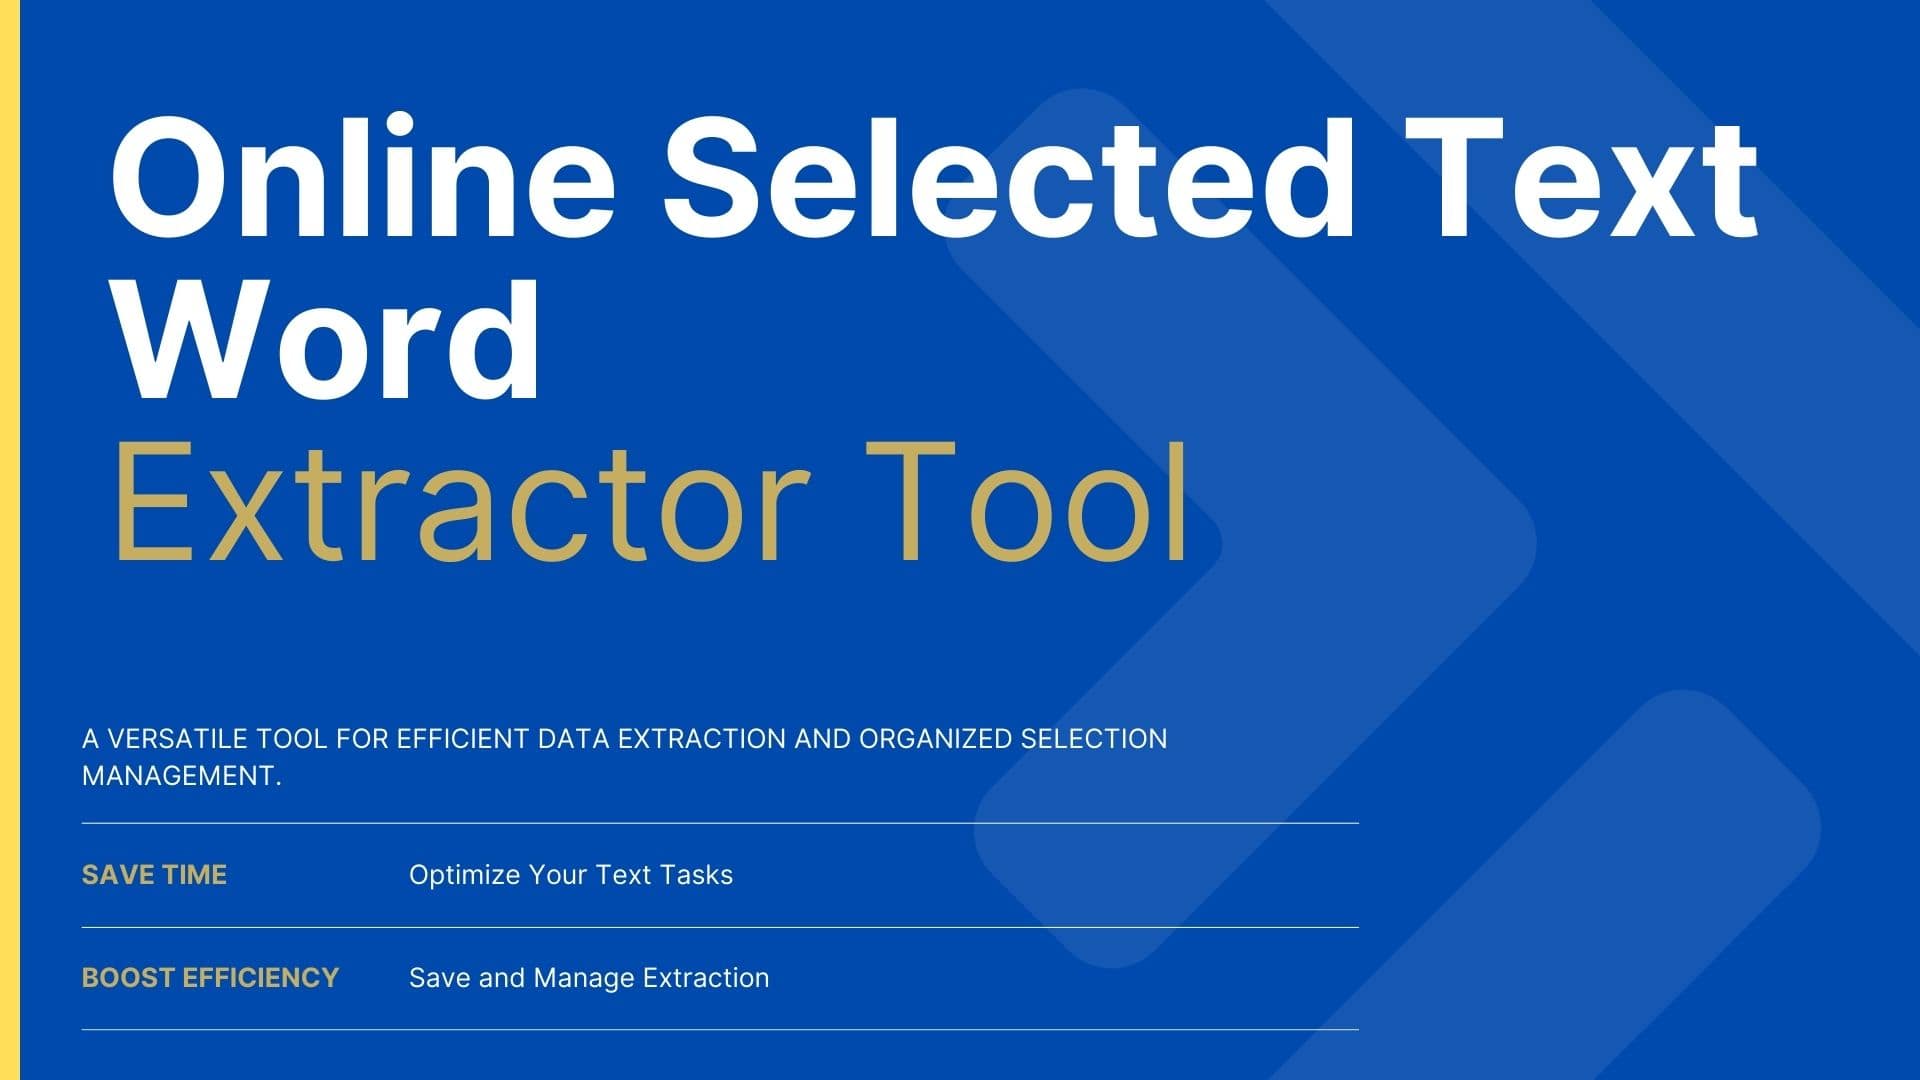 Online Selected Text
Word
Extractor Tool
A VERSATILE TOOL FOR EFFICIENT DATA EXTRACTION AND ORGANIZED SELECTION
MANAGEMENT.
SAVE TIME Optimize Your Text Tasks
BOOST EFFICIENCY Save and Manage Extraction